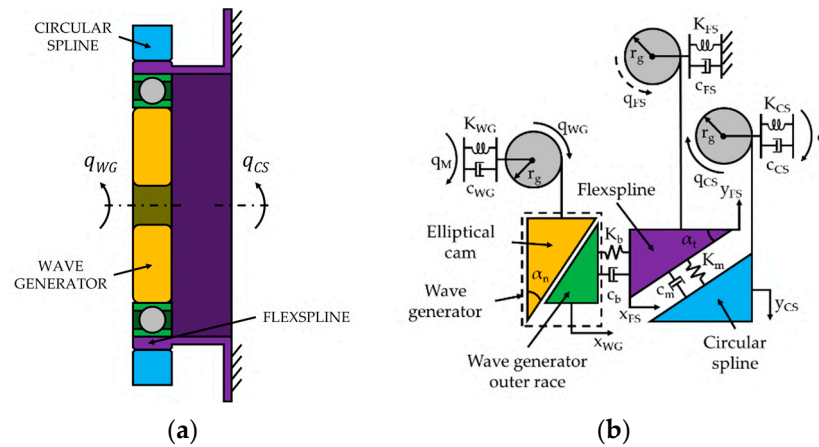 CIRCULAR
SPLINE
q_WG
q_CS
WAVE
GENERATOR
FLEXSPLINE
(a)
K_FS
r_g
c_FS
q_FS
K_CS
r_g
c_CS
q_CS
K_WG
q_WG
q_M
c_WG
r_g
y_FS
Flexspline
Elliptical
cam
K_b
α_t
α_n
K_m
c_m
Wave
generator
c_b
x_FS
y_CS
x_WG
Wave generator
outer race
Circular
spline
(b)